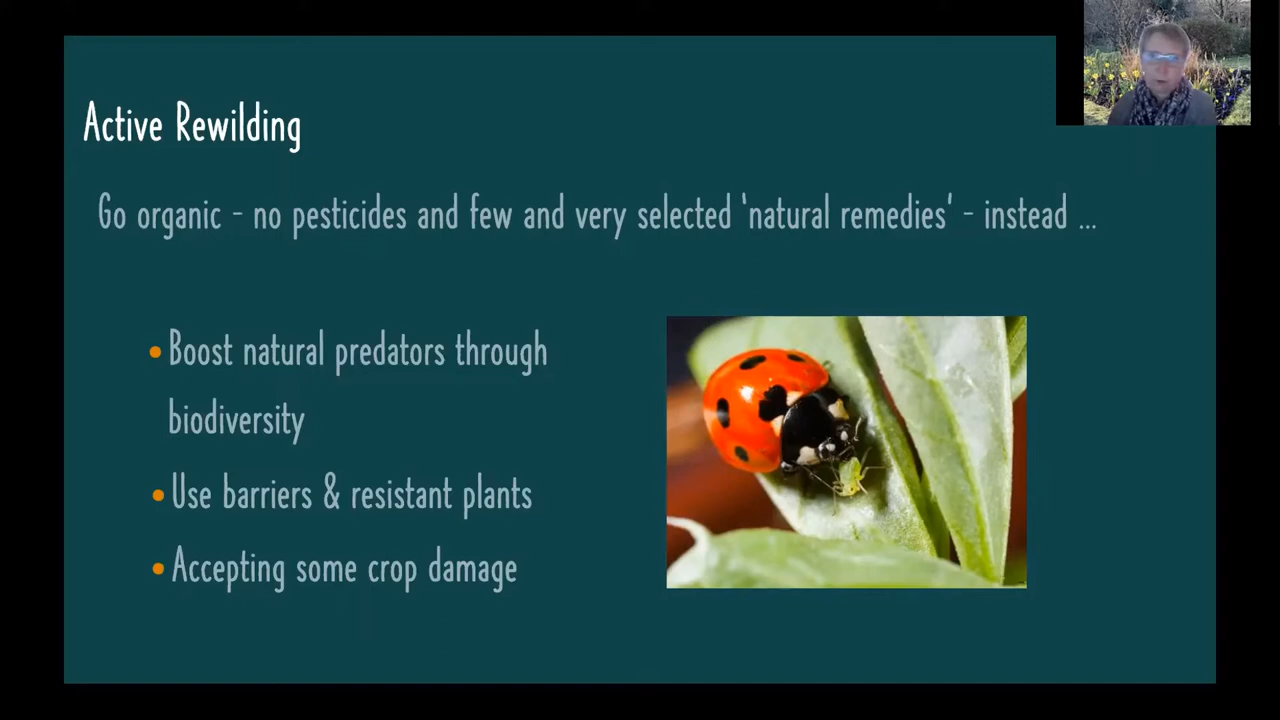 Active Rewilding
Go organic - no pesticides and few and very selected ‘natural remedies’ - instead ...
• Boost natural predators through
biodiversity
• Use barriers & resistant plants
• Accepting some crop damage